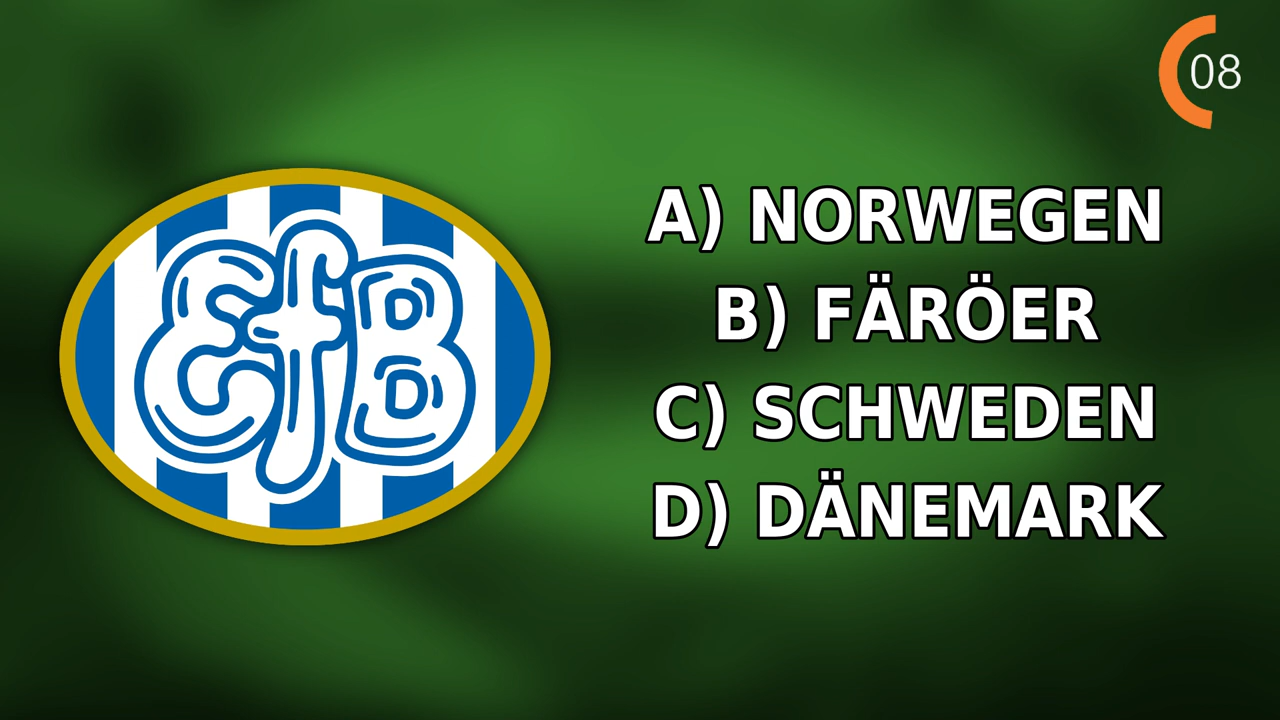 08
EfB
A) NORWEGEN
B) FÄRÖER
C) SCHWEDEN
D) DÄNEMARK